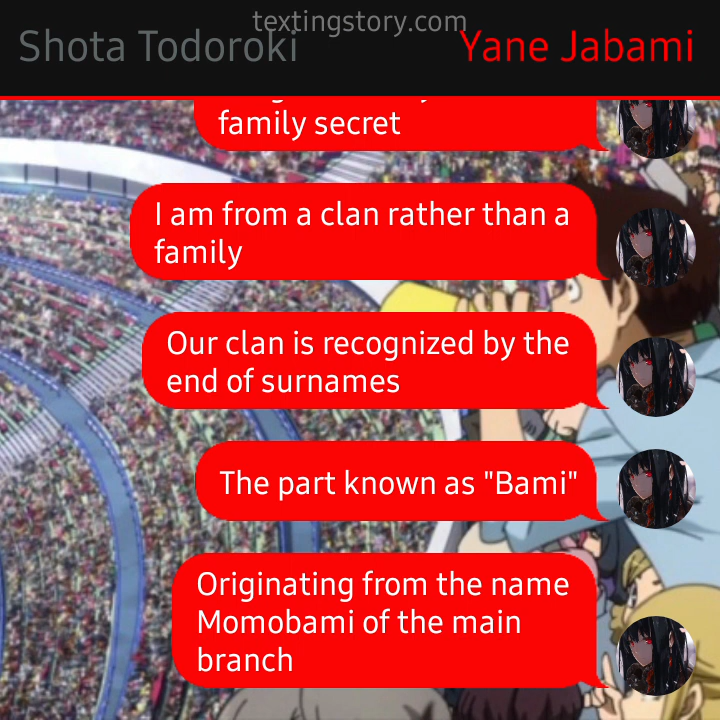 textingstory.com
Shota Todoroki
Yane Jabami
family secret
I am from a clan rather than a
family
Our clan is recognized by the
end of surnames
The part known as "Bami"
Originating from the name
Momobami of the main
branch